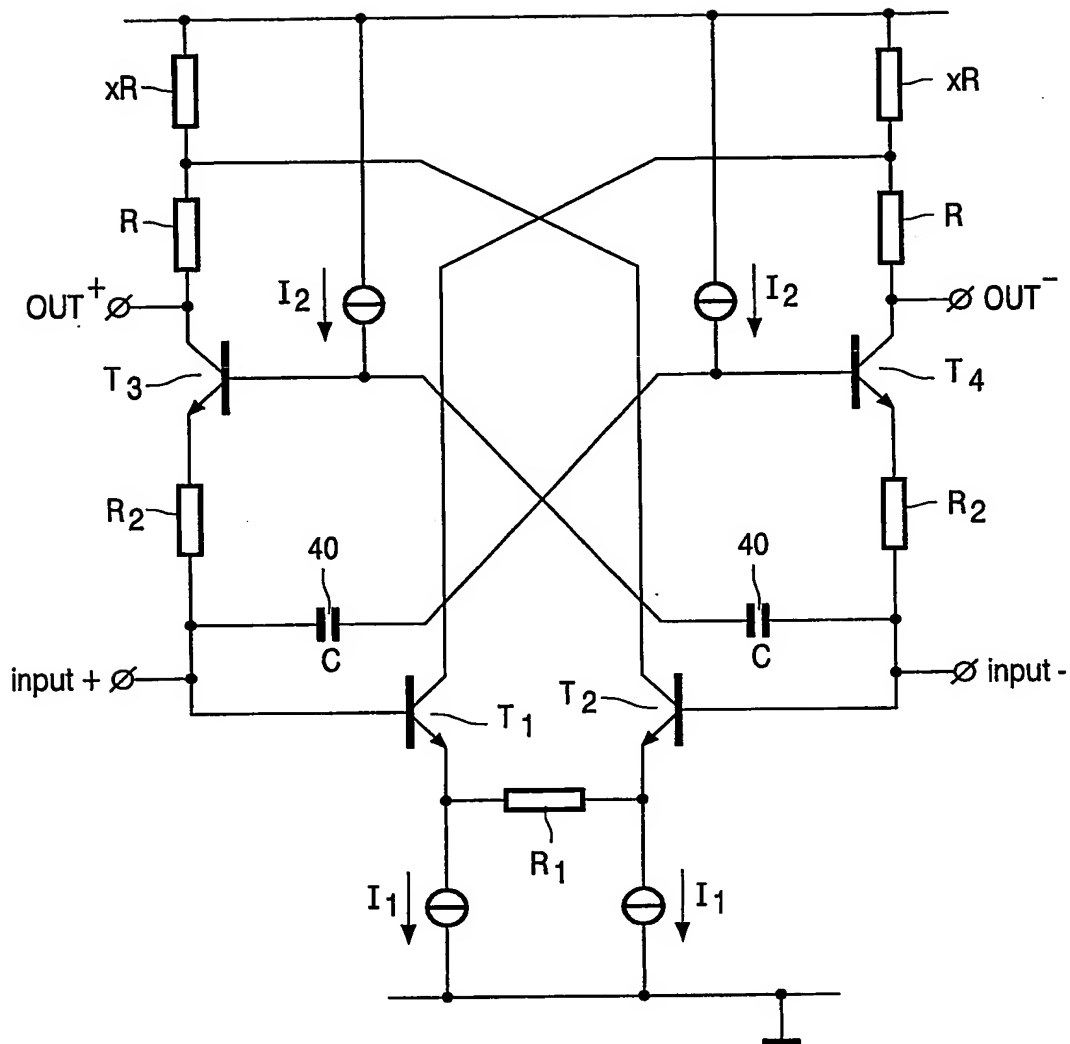 xR xR
R R
OUT+ I2 I2 OUT-
T3 T4
R2 R2
40 40
C C
input + T1 T2 input -
R1
I1 I1